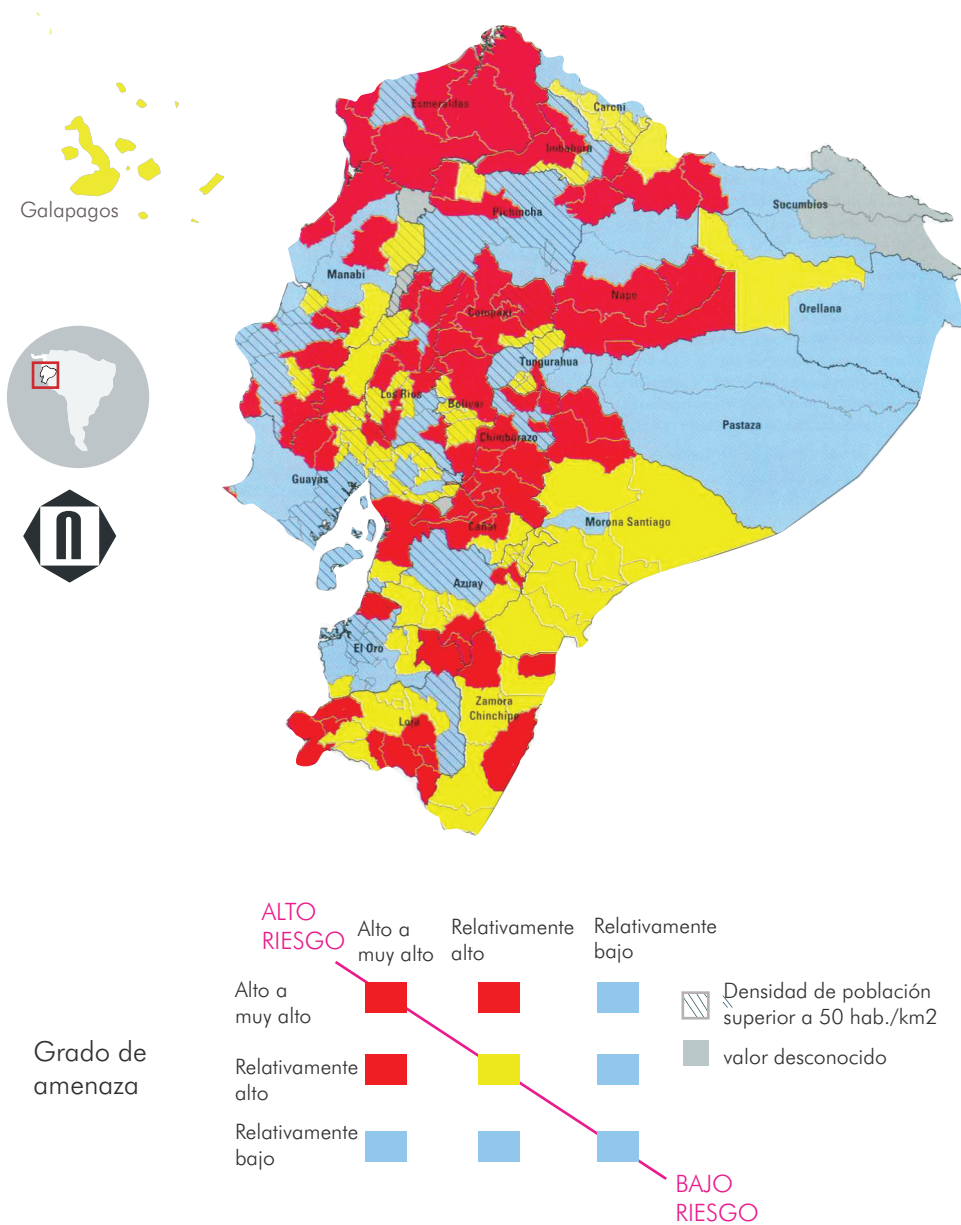 Galapagos
Esmeraldas
Carchi
Imbabura
Sucumbios
Pichincha
Manabi
Napo
Orellana
Cotopaxi
Tungurahua
Los Rios
Bolivar
Pastaza
Chimborazo
Guayas
Morona Santiago
Cañar
Azuay
El Oro
Zamora
Chinchipe
Loja
ALTO
RIESGO
Alto a
muy alto
Relativamente
alto
Relativamente
bajo
Alto a
muy alto
Densidad de población
superior a 50 hab./km2
Grado de
amenaza
Relativamente
alto
valor desconocido
Relativamente
bajo
BAJO
RIESGO